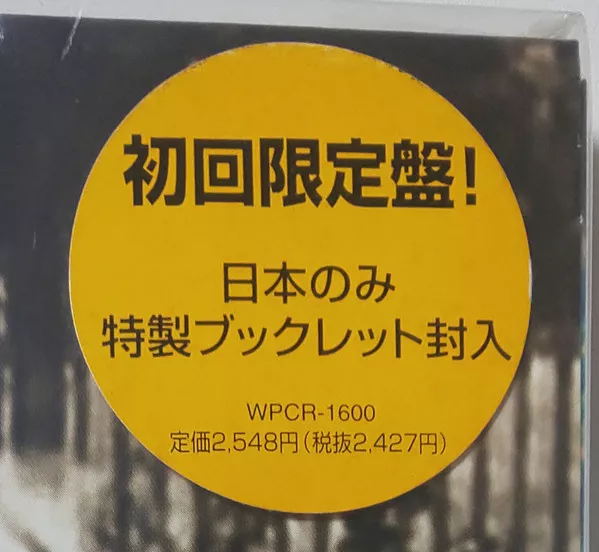 初回限定盤!
日本のみ
特製ブックレット封入
WPCR-1600
定価2,548円(税抜2,427円)